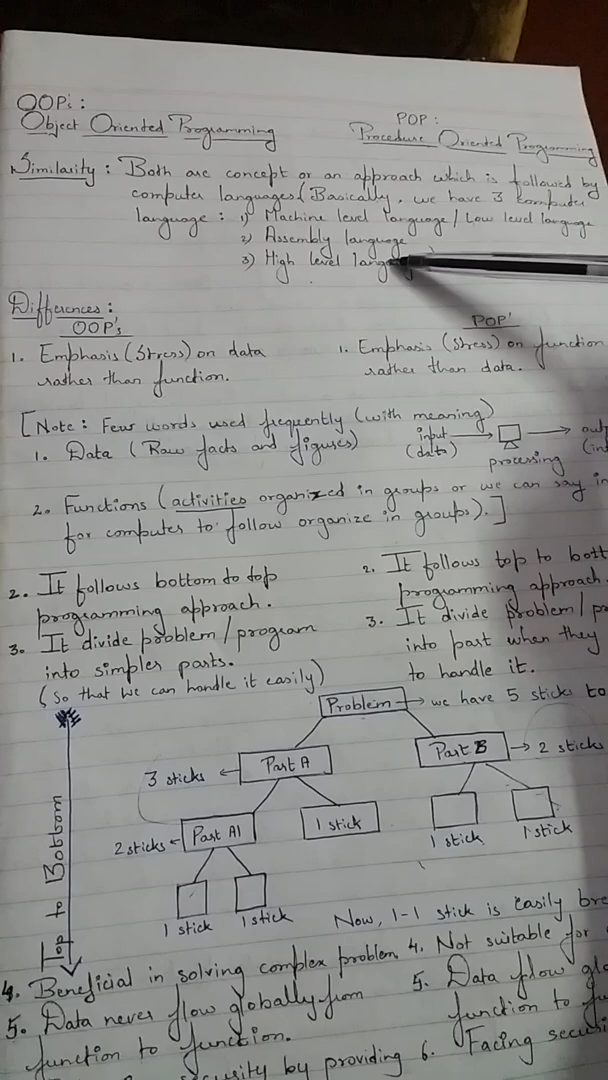 OOP's :
Object Oriented Programming
POP :
Procedure Oriented Programming
Similarity : Both are concept or an approach which is followed by
computer languages (Basically, we have 3 computer
language : 1) Machine level language / Low level language
2) Assembly language
3) High level
Differences :
OOP's
1. Emphasis (Stress) on data
rather than function.
POP'
1. Emphasis (Stress) on function
rather than data.
[Note : Few words used frequently (with meaning)
1. Data (Raw facts and figures)
input
(data)
processing
2. Functions (activities organized in groups or we can say in
for computer to follow organize in groups).]
2. It follows bottom to top
programming approach.
3. It divide problem / program
into simpler parts.
(So that we can handle it easily)
2. It follows top to
programming approach
3. It divide problem /
into part when they
to handle it.
Problem → we have 5 sticks to
3 sticks ← Part A
Part B → 2 sticks
2 sticks ← Part A1
1 stick
1 stick
1 stick
1 stick
1 stick
Top to Bottom
Now, 1-1 stick is easily
4. Beneficial in solving complex problem
4. Not suitable for
5. Data never flow globally from
function to function.
5. Data flow
function to
security by providing
6. Facing